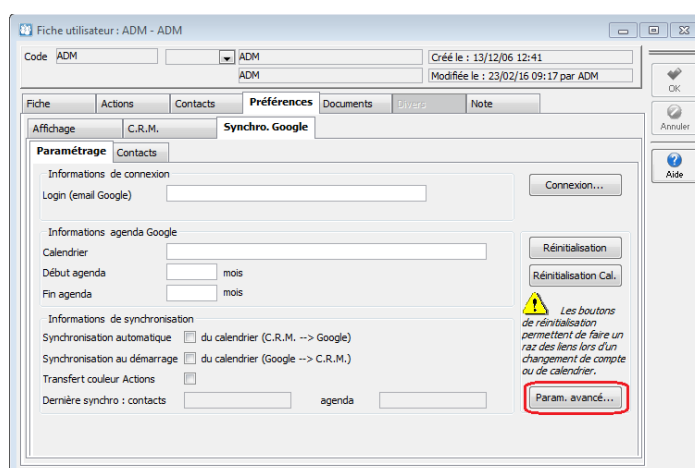 Fiche utilisateur : ADM - ADM
Code ADM ADM Créé le : 13/12/06 12:41
ADM Modifiée le : 23/02/16 09:17 par ADM
OK
Annuler
Aide
Fiche Actions Contacts Préférences Documents Divers Note
Affichage C.R.M. Synchro. Google
Paramétrage Contacts
Informations de connexion
Login (email Google) Connexion...
Informations agenda Google
Calendrier Réinitialisation
Début agenda mois Réinitialisation Cal.
Fin agenda mois
Les boutons
de réinitialisation
permettent de faire un
raz des liens lors d'un
changement de compte
ou de calendrier.
Informations de synchronisation
Synchronisation automatique du calendrier (C.R.M. --> Google)
Synchronisation au démarrage du calendrier (Google --> C.R.M.)
Transfert couleur Actions
Dernière synchro : contacts agenda Param. avancé...